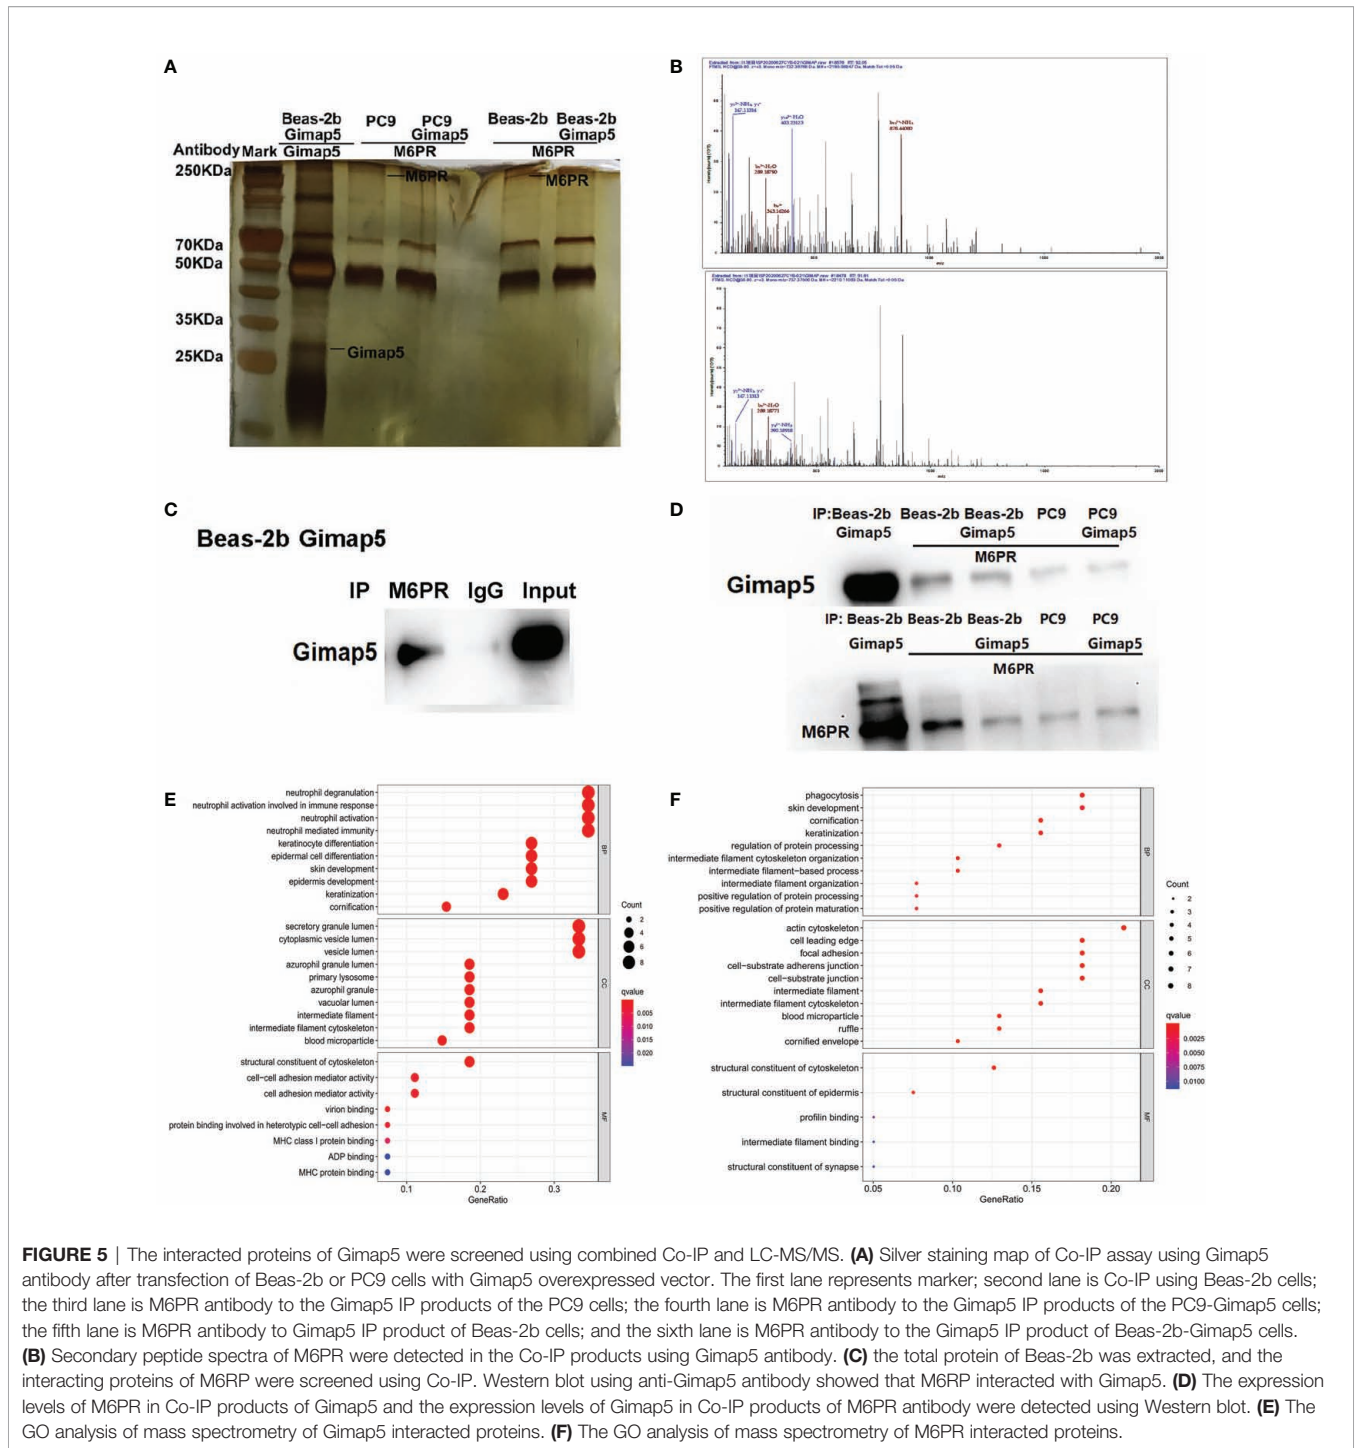 A
Beas-2b
Gimap5
PC9
PC9
Gimap5
Beas-2b
Beas-2b
Gimap5
Antibody Mark Gimap5
M6PR
M6PR
250KDa
M6PR
M6PR
70KDa
50KDa
35KDa
25KDa
Gimap5
B
C
Beas-2b Gimap5
IP M6PR IgG Input
Gimap5
D
IP:Beas-2b Beas-2b Beas-2b PC9 PC9
Gimap5 Gimap5 Gimap5
M6PR
Gimap5
IP: Beas-2b Beas-2b Beas-2b PC9 PC9
Gimap5 Gimap5 Gimap5
M6PR
M6PR
E
neutrophil degranulation
neutrophil activation involved in immune response
neutrophil activation
neutrophil mediated immunity
keratinocyte differentiation
epidermal cell differentiation
skin development
epidermis development
keratinization
cornification
BP
secretory granule lumen
cytoplasmic vesicle lumen
vesicle lumen
azurophil granule lumen
primary lysosome
azurophil granule
vacuolar lumen
intermediate filament
intermediate filament cytoskeleton
blood microparticle
CC
structural constituent of cytoskeleton
cell−cell adhesion mediator activity
cell adhesion mediator activity
virion binding
protein binding involved in heterotypic cell−cell adhesion
MHC class I protein binding
ADP binding
MHC protein binding
MF
0.1 0.2 0.3
GeneRatio
Count
2
4
6
8
qvalue
0.005
0.010
0.015
0.020
F
phagocytosis
skin development
cornification
keratinization
regulation of protein processing
intermediate filament cytoskeleton organization
intermediate filament−based process
intermediate filament organization
positive regulation of protein processing
positive regulation of protein maturation
BP
actin cytoskeleton
cell leading edge
focal adhesion
cell−substrate adherens junction
cell−substrate junction
intermediate filament
intermediate filament cytoskeleton
blood microparticle
ruffle
cornified envelope
CC
structural constituent of cytoskeleton
structural constituent of epidermis
profilin binding
intermediate filament binding
structural constituent of synapse
MF
0.05 0.10 0.15 0.20
GeneRatio
Count
2
3
4
5
6
7
8
qvalue
0.0025
0.0050
0.0075
0.0100
FIGURE 5 | The interacted proteins of Gimap5 were screened using combined Co-IP and LC-MS/MS. (A) Silver staining map of Co-IP assay using Gimap5
antibody after transfection of Beas-2b or PC9 cells with Gimap5 overexpressed vector. The first lane represents marker; second lane is Co-IP using Beas-2b cells;
the third lane is M6PR antibody to the Gimap5 IP products of the PC9 cells; the fourth lane is M6PR antibody to the Gimap5 IP products of the PC9-Gimap5 cells;
the fifth lane is M6PR antibody to Gimap5 IP product of Beas-2b cells; and the sixth lane is M6PR antibody to the Gimap5 IP product of Beas-2b-Gimap5 cells.
(B) Secondary peptide spectra of M6PR were detected in the Co-IP products using Gimap5 antibody. (C) the total protein of Beas-2b was extracted, and the
interacting proteins of M6RP were screened using Co-IP. Western blot using anti-Gimap5 antibody showed that M6RP interacted with Gimap5. (D) The expression
levels of M6PR in Co-IP products of Gimap5 and the expression levels of Gimap5 in Co-IP products of M6PR antibody were detected using Western blot. (E) The
GO analysis of mass spectrometry of Gimap5 interacted proteins. (F) The GO analysis of mass spectrometry of M6PR interacted proteins.